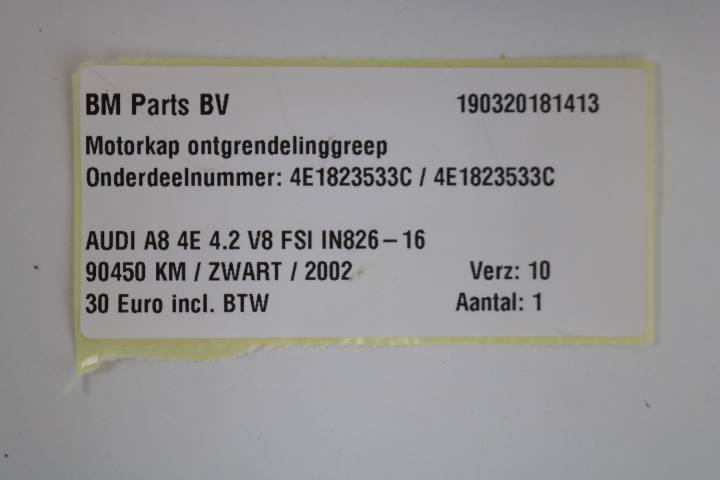 BM Parts BV 190320181413
Motorkap ontgrendelinggreep
Onderdeelnummer: 4E1823533C / 4E1823533C
AUDI A8 4E 4.2 V8 FSI IN826-16
90450 KM / ZWART / 2002 Verz: 10
30 Euro incl. BTW Aantal: 1